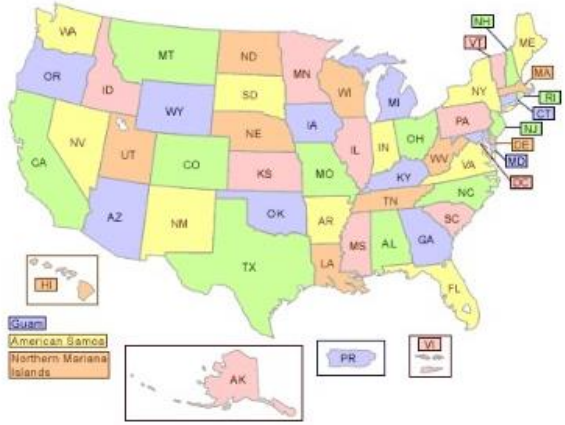 NH
WA
VT
ME
MT
ND
MN
OR
ID
SD
WI
MI
NY
MA
WY
RI
CT
IA
PA
NJ
NE
OH
DE
NV
UT
IL
IN
WV
MD
VA
CA
CO
KS
MO
KY
DC
NC
TN
OK
AZ
NM
AR
SC
MS
AL
GA
TX
LA
HI
FL
Guam
American Samoa
Northern Mariana
Islands
VI
PR
AK